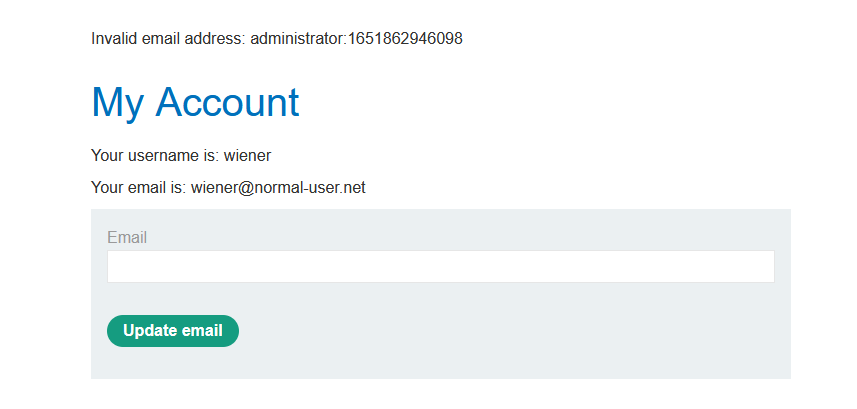 Invalid email address: administrator:1651862946098
My Account
Your username is: wiener
Your email is: wiener@normal-user.net
Email
Update email